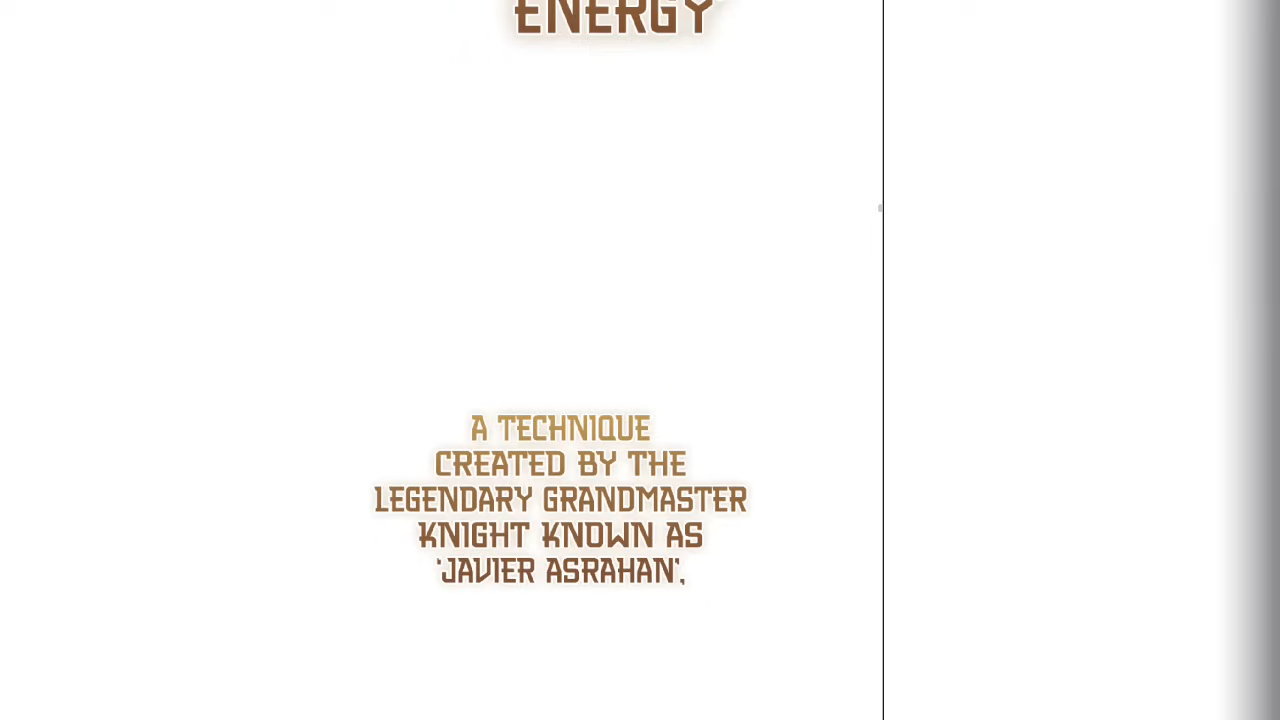 ENERGY
A TECHNIQUE
CREATED BY THE
LEGENDARY GRANDMASTER
KNIGHT KNOWN AS
'JAVIER ASRAHAN',